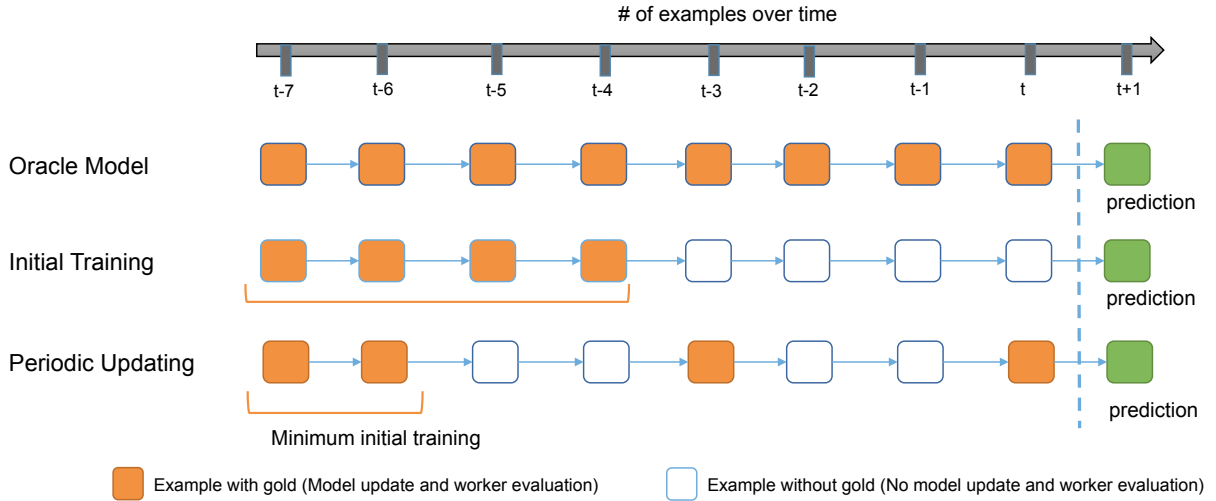 # of examples over time
t-7 t-6 t-5 t-4 t-3 t-2 t-1 t t+1
Oracle Model
prediction
Initial Training
prediction
Periodic Updating
prediction
Minimum initial training
Example with gold (Model update and worker evaluation) Example without gold (No model update and worker evaluation)